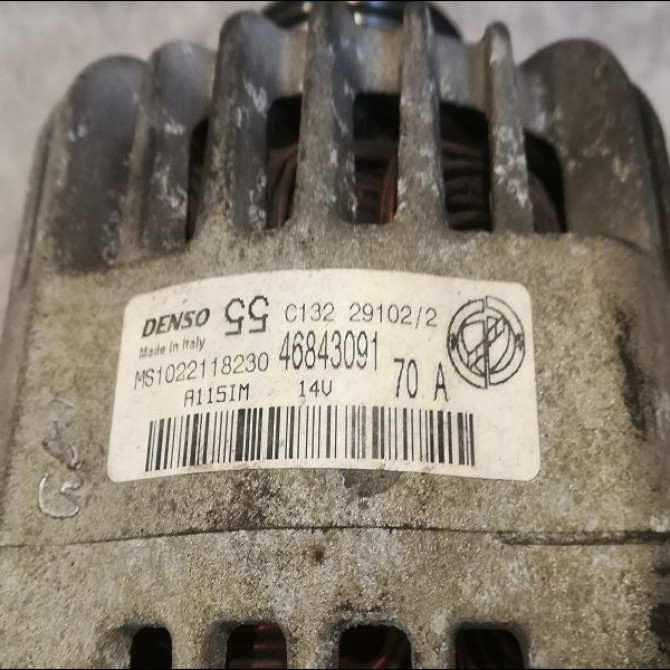 DENSO 55 C132 29102/2
Made in Italy
MS1022118230 46843091 70 A
A115IM 14V